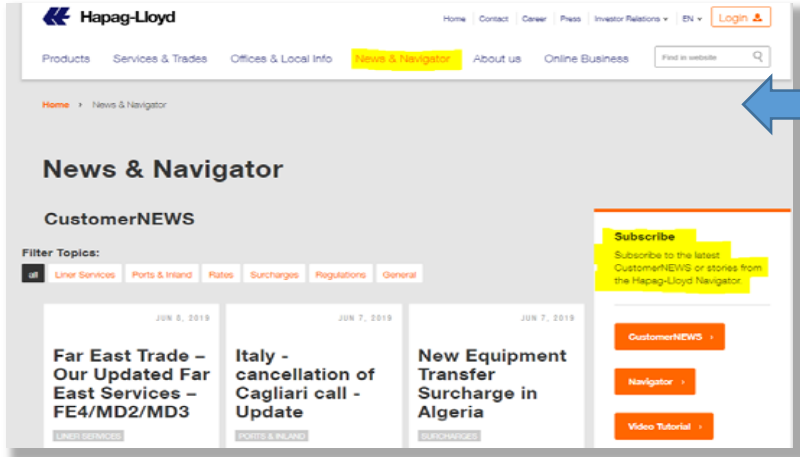 Hapag-Lloyd
Home Contact Career Press Investor Relations EN Login
Products Services & Trades Offices & Local Info News & Navigator About us Online Business Find in website
Home › News & Navigator
News & Navigator
CustomerNEWS
Filter Topics:
all Liner Services Ports & Inland Rates Surcharges Regulations General
Subscribe
Subscribe to the latest
CustomerNEWS or stories from
the Hapag-Lloyd Navigator.
CustomerNEWS ›
Navigator ›
Video Tutorial ›
JUN 8, 2019
Far East Trade –
Our Updated Far
East Services –
FE4/MD2/MD3
LINER SERVICES
JUN 7, 2019
Italy -
cancellation of
Cagliari call -
Update
PORTS & INLAND
JUN 7, 2019
New Equipment
Transfer
Surcharge in
Algeria
SURCHARGES